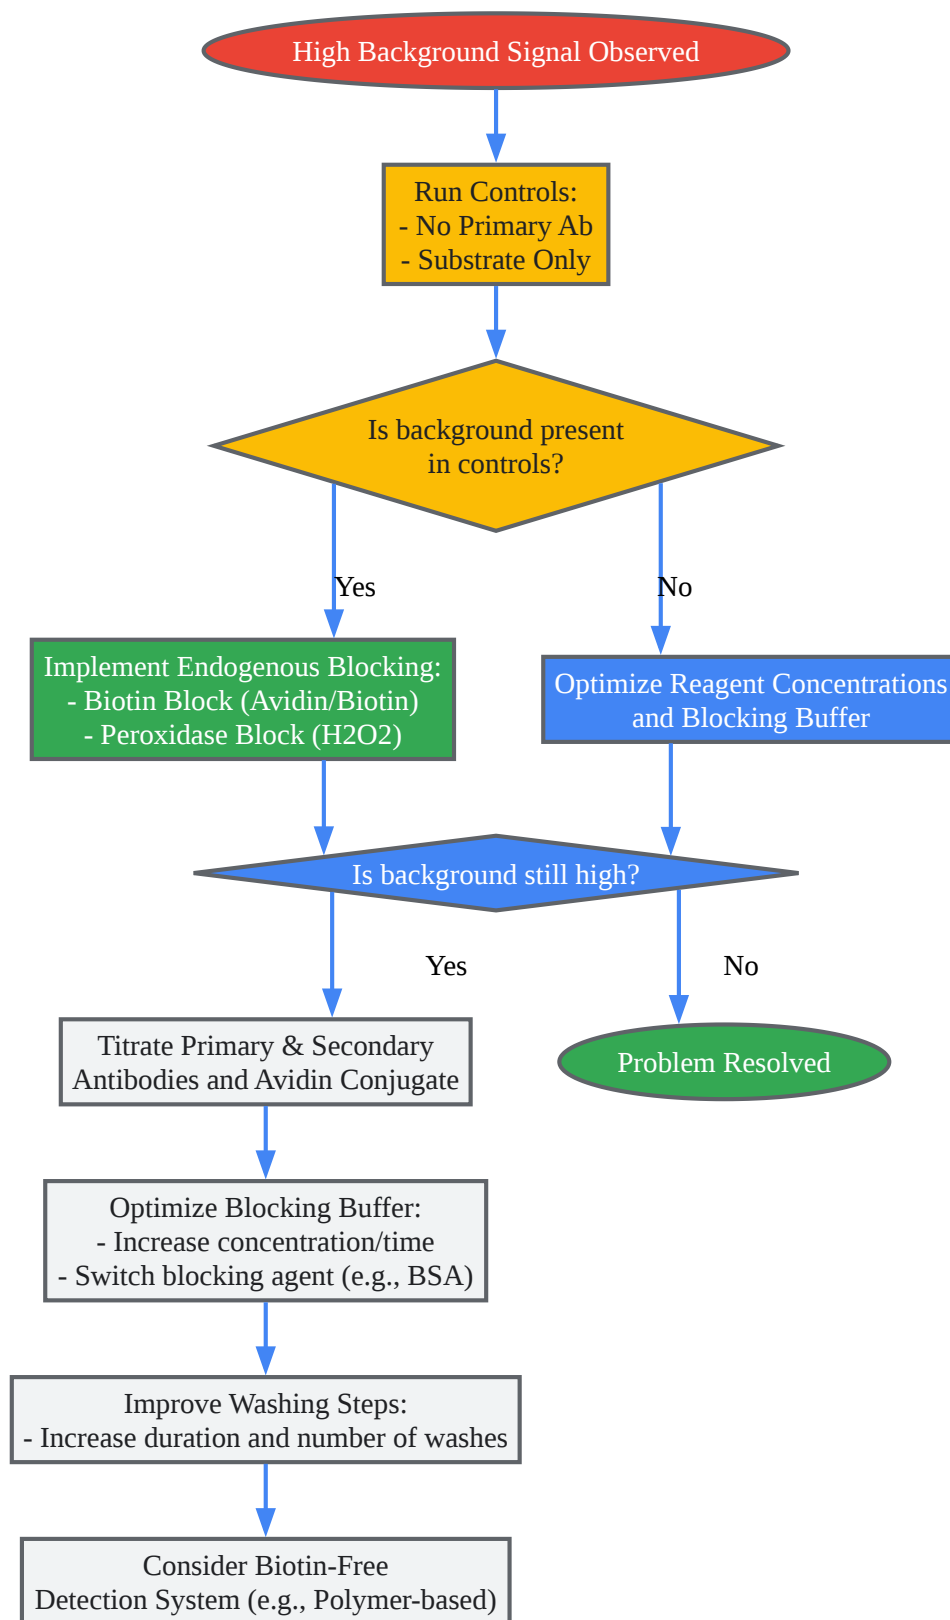 High Background Signal Observed
Run Controls:
- No Primary Ab
- Substrate Only
Is background present
in controls?
Yes
No
Implement Endogenous Blocking:
- Biotin Block (Avidin/Biotin)
- Peroxidase Block (H2O2)
Optimize Reagent Concentrations
and Blocking Buffer
Is background still high?
Yes
No
Titrate Primary & Secondary
Antibodies and Avidin Conjugate
Problem Resolved
Optimize Blocking Buffer:
- Increase concentration/time
- Switch blocking agent (e.g., BSA)
Improve Washing Steps:
- Increase duration and number of washes
Consider Biotin-Free
Detection System (e.g., Polymer-based)